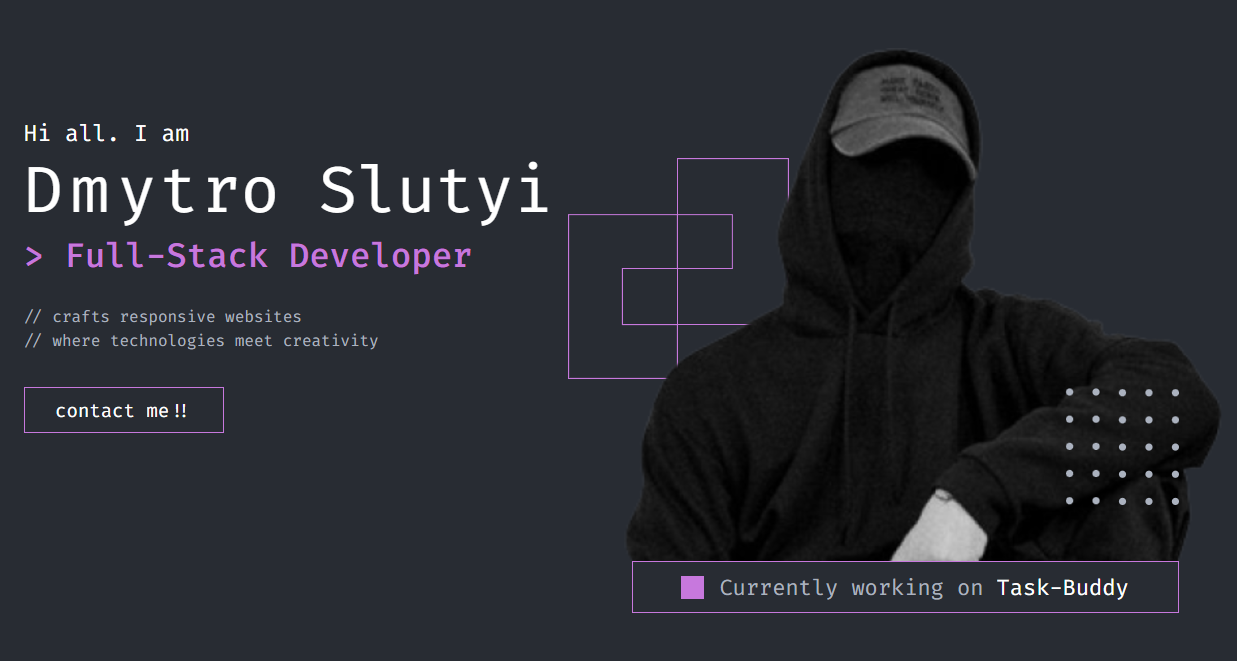 Hi all. I am
Dmytro Slutyi
> Full-Stack Developer
// crafts responsive websites
// where technologies meet creativity
contact me!!
Currently working on Task-Buddy